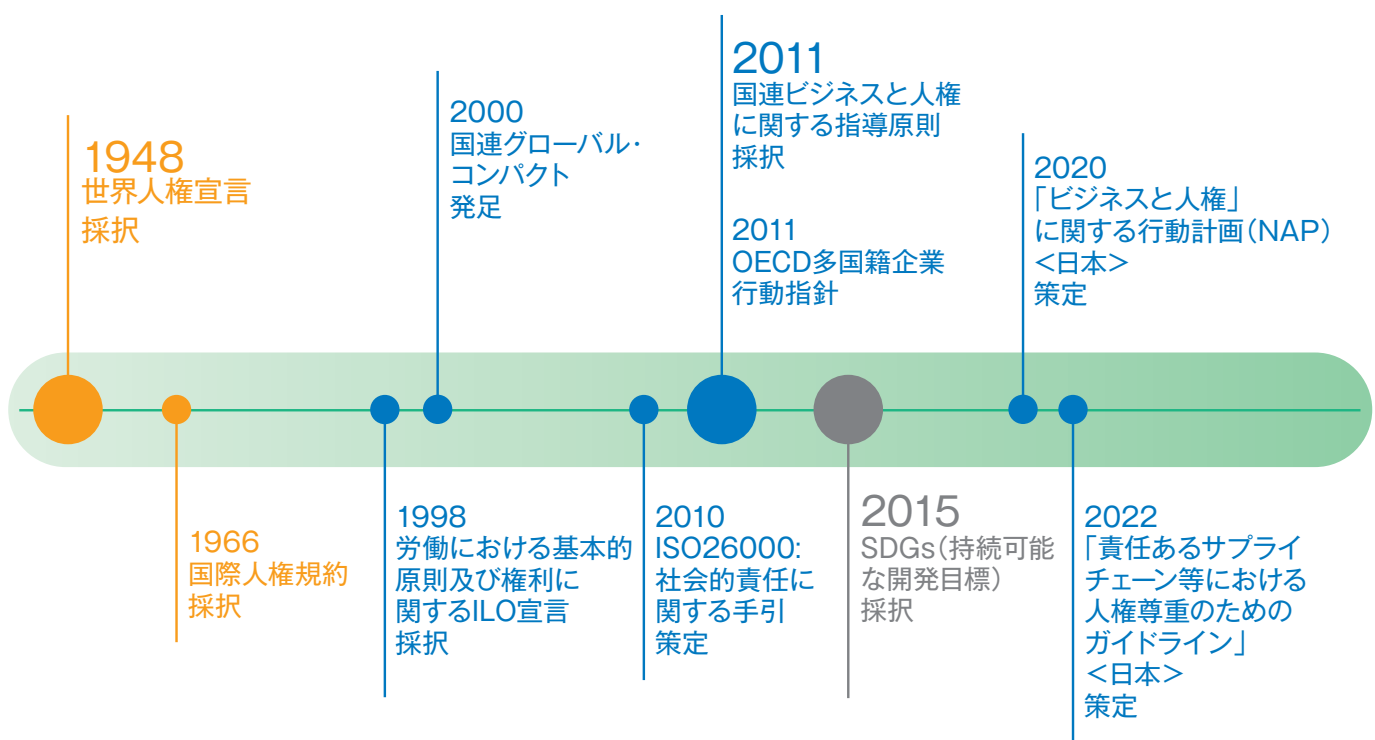 1948
世界人権宣言
採択
1966
国際人権規約
採択
1998
労働における基本的
原則及び権利に
関するILO宣言
採択
2000
国連グローバル・
コンパクト
発足
2010
ISO26000:
社会的責任に
関する手引
策定
2011
国連ビジネスと人権
に関する指導原則
採択
2011
OECD多国籍企業
行動指針
2015
SDGs(持続可能
な開発目標)
採択
2020
「ビジネスと人権」
に関する行動計画(NAP)
<日本>
策定
2022
「責任あるサプライ
チェーン等における
人権尊重のための
ガイドライン」
<日本>
策定